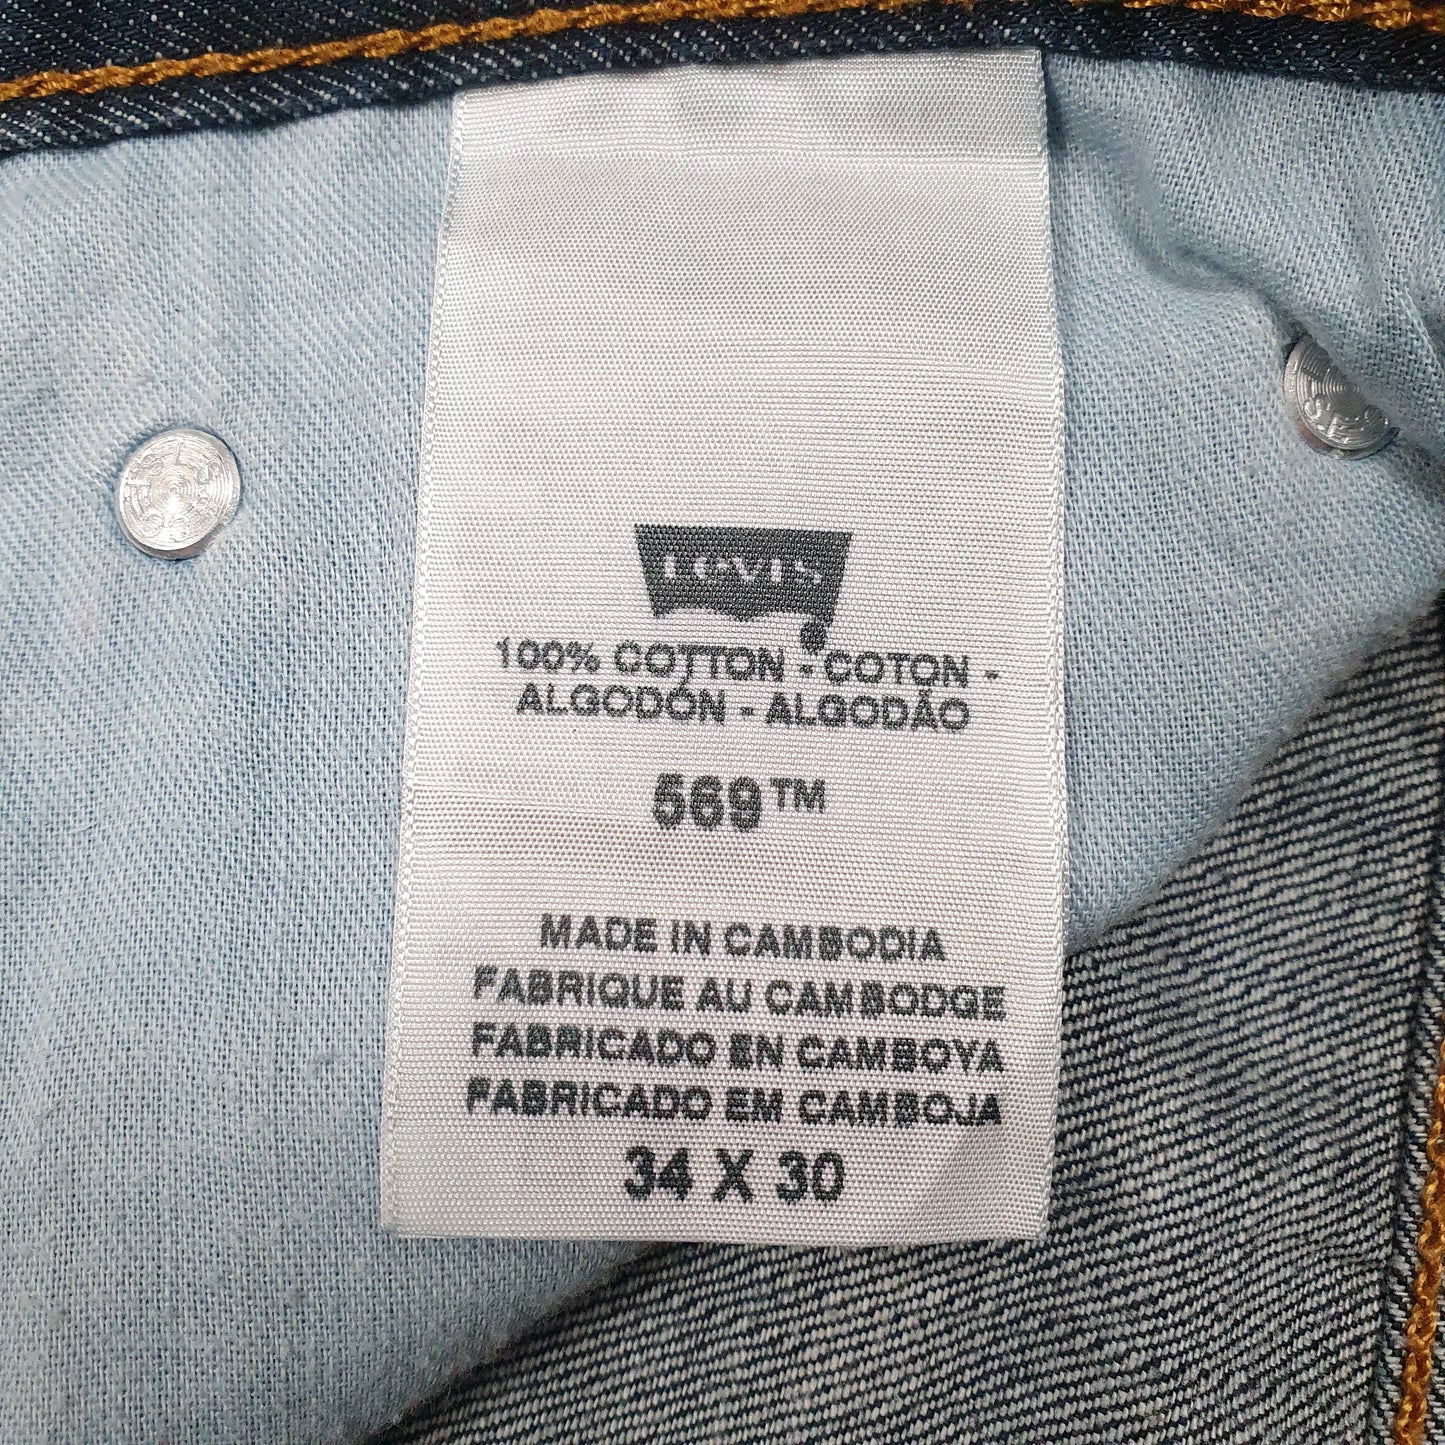 LEVI'S
100% COTTON - COTON -
ALGODÓN - ALGODÃO
569™
MADE IN CAMBODIA
FABRIQUE AU CAMBODGE
FABRICADO EN CAMBOYA
FABRICADO EM CAMBOJA
34 X 30